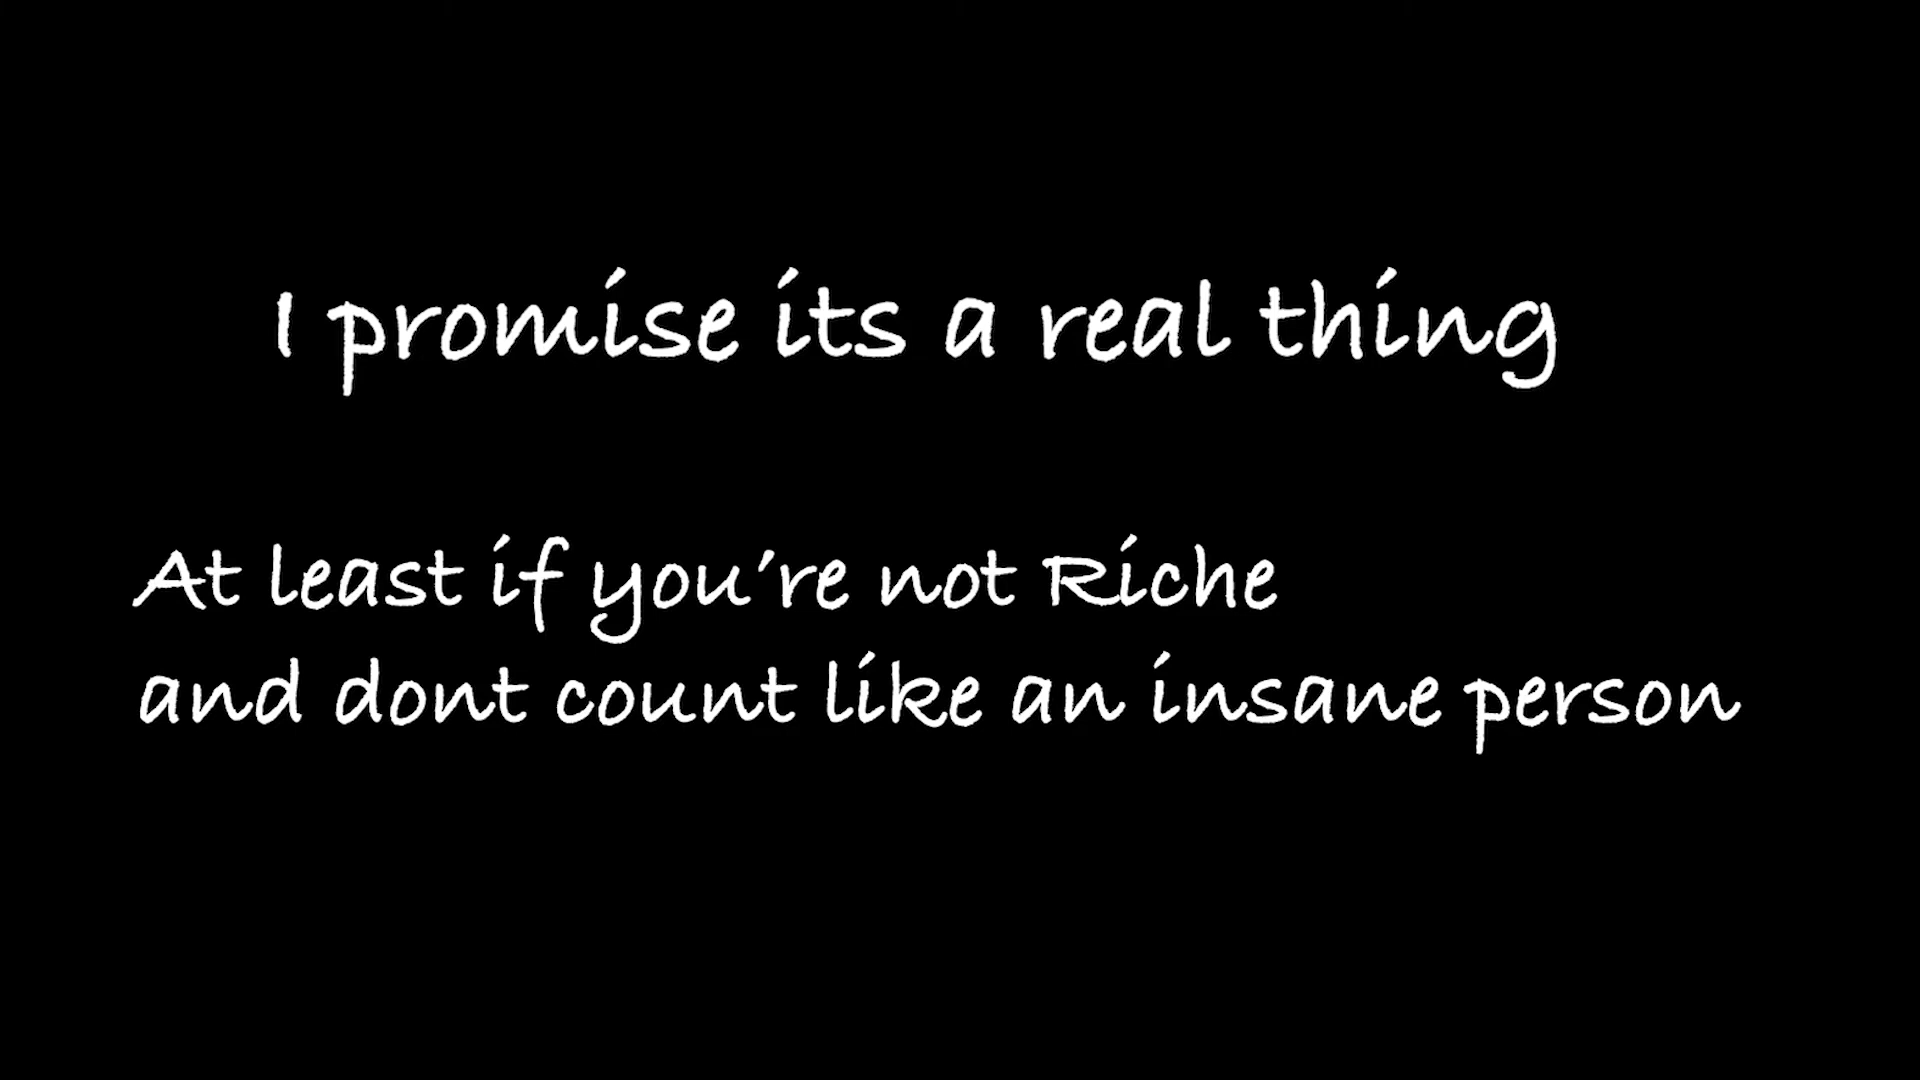 I promise its a real thing
At least if you're not Riche
and dont count like an insane person